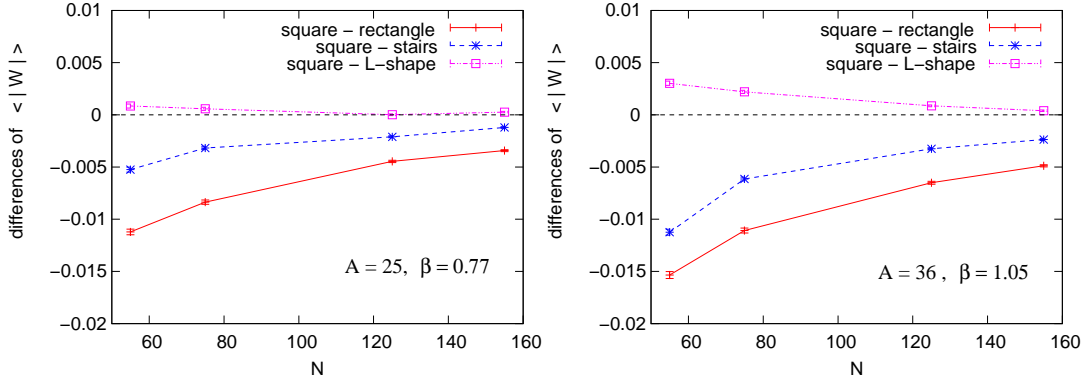 differences of < | W | >
0.01
0.005
0
−0.005
−0.01
−0.015
−0.02
60
80
100
120
140
160
N
square − rectangle
square − stairs
square − L−shape
A = 25, β = 0.77
differences of < | W | >
0.01
0.005
0
−0.005
−0.01
−0.015
−0.02
60
80
100
120
140
160
N
square − rectangle
square − stairs
square − L−shape
A = 36 , β = 1.05